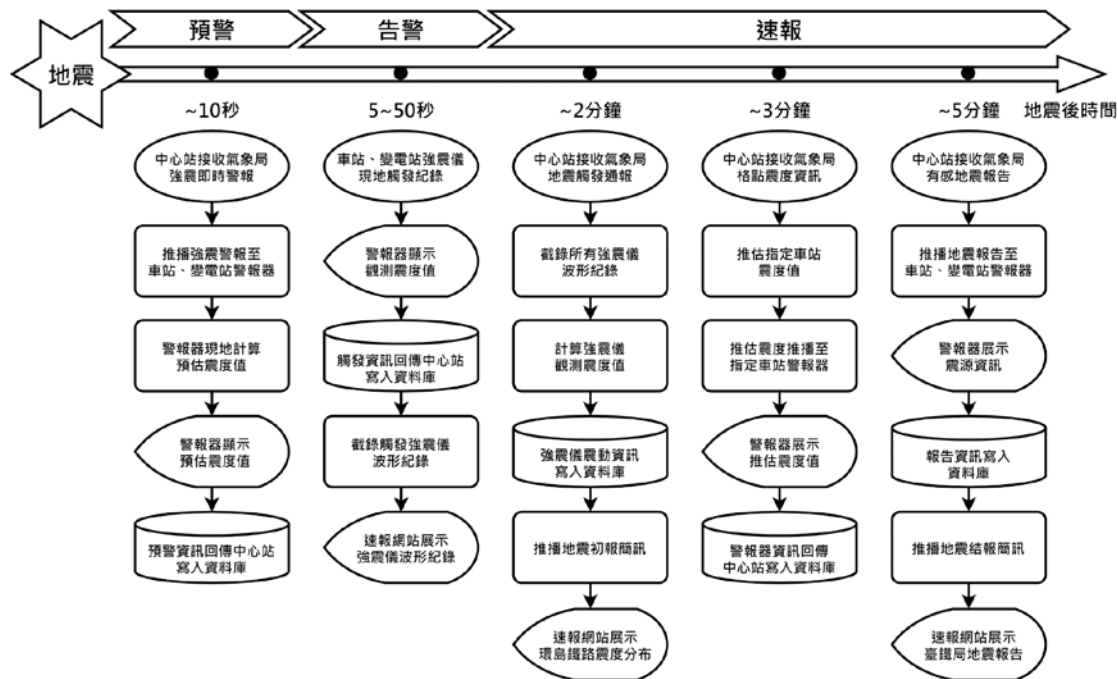 預警
告警
速報
地震
~10秒
5~50秒
~2分鐘
~3分鐘
~5分鐘
地震後時間
中心站接收氣象局
強震即時警報
推播強震警報至
車站、變電站警報器
警報器現地計算
預估震度值
警報器顯示
預估震度值
預警資訊回傳中心站
寫入資料庫
車站、變電站強震儀
現地觸發紀錄
警報器顯示
觀測震度值
觸發資訊回傳中心站
寫入資料庫
截錄觸發強震儀
波形紀錄
速報網站展示
強震儀波形紀錄
中心站接收氣象局
地震觸發通報
截錄所有強震儀
波形紀錄
計算強震儀
觀測震度值
強震儀震動資訊
寫入資料庫
推播地震初報簡訊
速報網站展示
環島鐵路震度分布
中心站接收氣象局
格點震度資訊
推估指定車站
震度值
推估震度推播至
指定車站警報器
警報器展示
推估震度值
警報器資訊回傳
中心站寫入資料庫
中心站接收氣象局
有感地震報告
推播地震報告至
車站、變電站警報器
警報器展示
震源資訊
報告資訊寫入
資料庫
推播地震結報簡訊
速報網站展示
臺鐵局地震報告